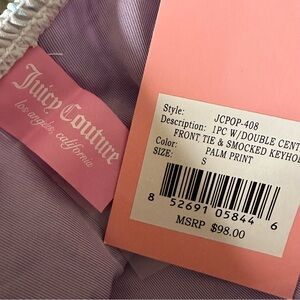 Juicy Couture
los angeles, california
Style: JCPOP-408
Description: 1PC W/DOUBLE CENT
FRONT TIE & SMOCKED KEYHO
Color: PALM PRINT
SIZE: S
8 52691 05844 6
MSRP $98.00